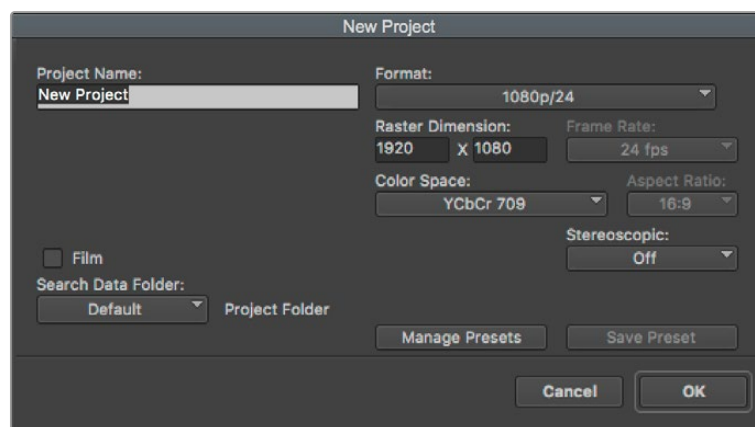 New Project
Project Name:
New Project
Format:
1080p/24
Raster Dimension:
1920 x 1080
Frame Rate:
24 fps
Color Space:
YCbCr 709
Aspect Ratio:
16:9
Stereoscopic:
Off
Film
Search Data Folder:
Default
Project Folder
Manage Presets
Save Preset
Cancel
OK